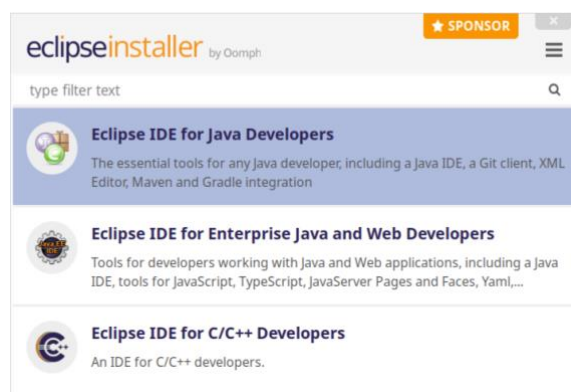 ★ SPONSOR
eclipseinstaller by Oomph
type filter text
Eclipse IDE for Java Developers
The essential tools for any Java developer, including a Java IDE, a Git client, XML
Editor, Maven and Gradle integration
Eclipse IDE for Enterprise Java and Web Developers
Tools for developers working with Java and Web applications, including a Java
IDE, tools for JavaScript, TypeScript, JavaServer Pages and Faces, Yaml,...
Java EE
IDE
Eclipse IDE for C/C++ Developers
An IDE for C/C++ developers.
C++